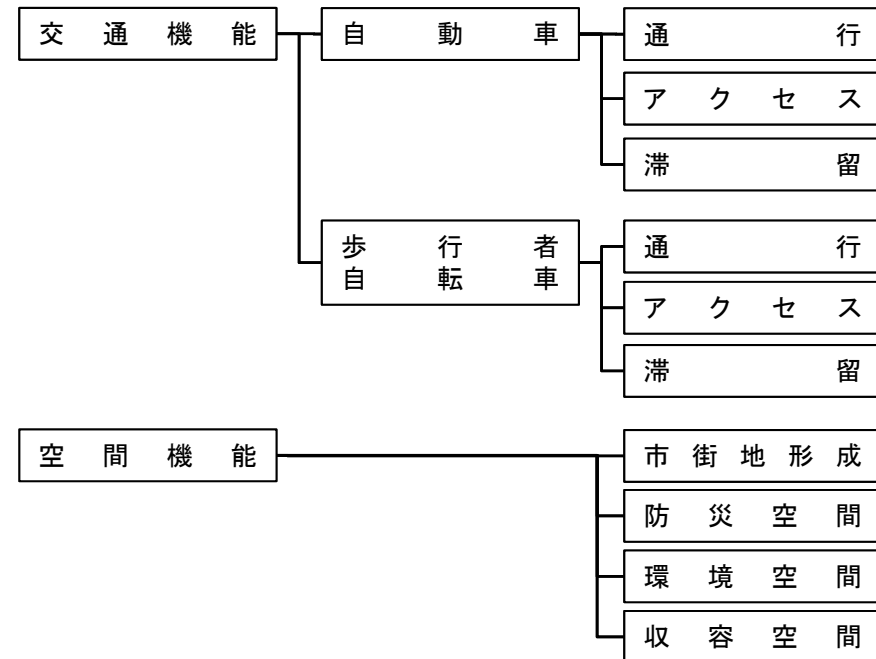 交通機能
自動車
通行
アクセス
滞留
歩行者
自転車
通行
アクセス
滞留
空間機能
市街地形成
防災空間
環境空間
収容空間